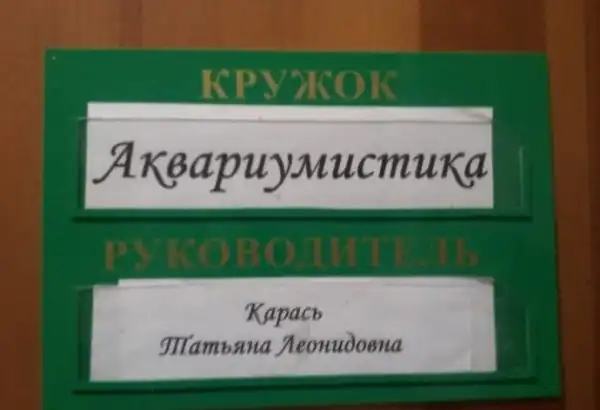 КРУЖОК
Аквариумистика
РУКОВОДИТЕЛЬ
Карась
Татьяна Леонидовна